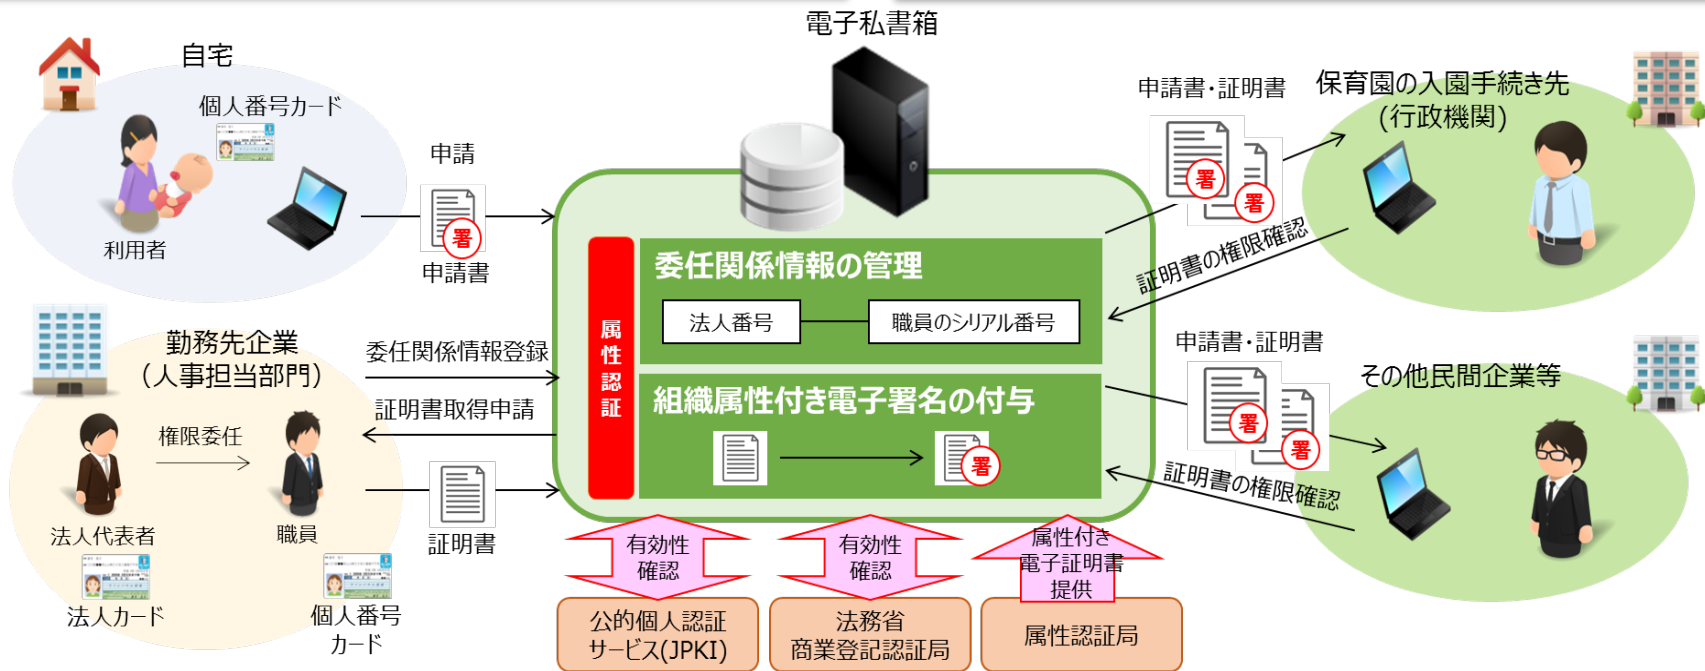 電子私書箱
自宅
個人番号カード
利用者
申請
署
申請書
勤務先企業
(人事担当部門)
権限委任
法人代表者
職員
法人カード
個人番号
カード
委任関係情報登録
証明書取得申請
証明書
属性認証
委任関係情報の管理
法人番号
職員のシリアル番号
組織属性付き電子署名の付与
署
有効性
確認
有効性
確認
属性付き
電子証明書
提供
公的個人認証
サービス(JPKI)
法務省
商業登記認証局
属性認証局
申請書・証明書
署
署
証明書の権限確認
保育園の入園手続き先
(行政機関)
申請書・証明書
署
署
証明書の権限確認
その他民間企業等